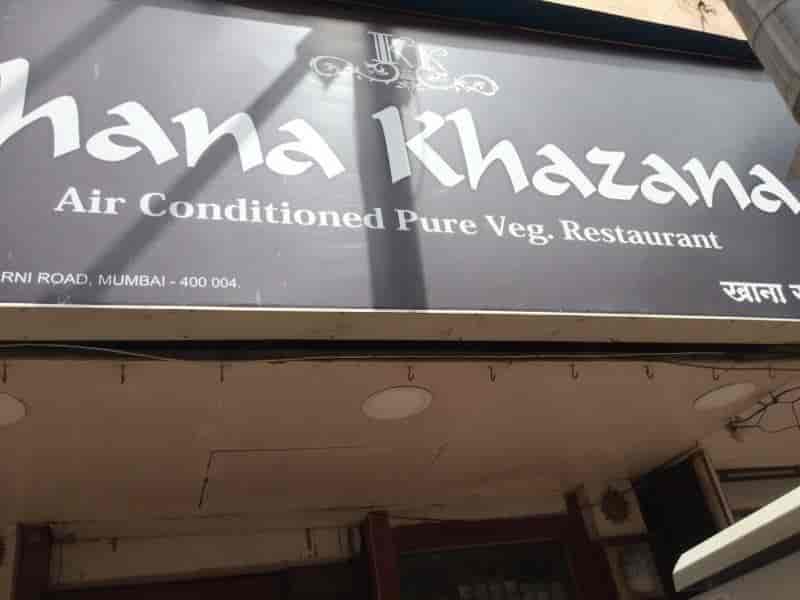 KK
hana Khazana
Air Conditioned Pure Veg. Restaurant
RNI ROAD, MUMBAI - 400 004.
खाना